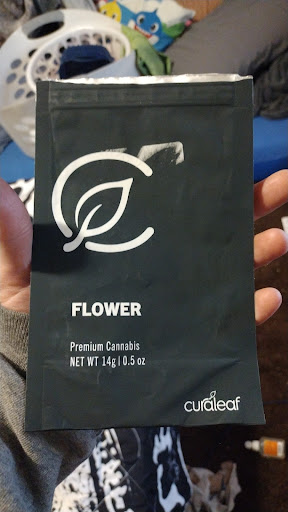 FLOWER
Premium Cannabis
NET WT 14g | 0.5 oz
curaleaf